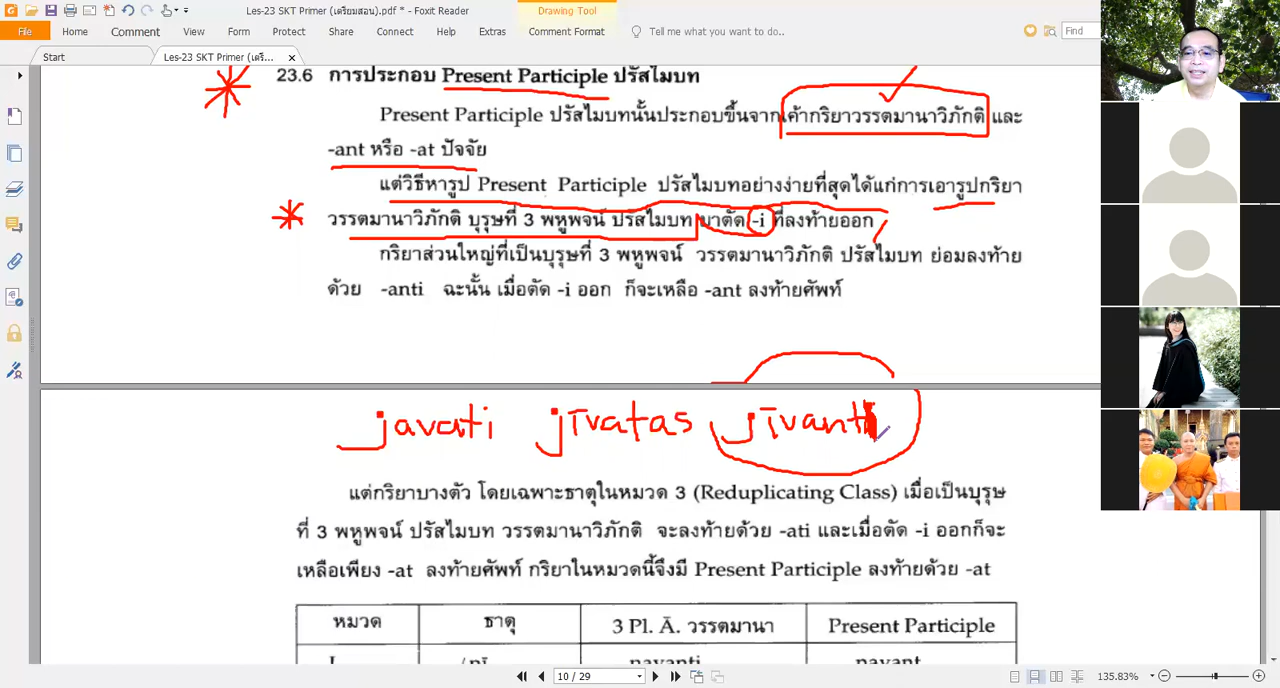 Les-23 SKT Primer (เตรียมสอน).pdf * - Foxit Reader
Drawing Tool
File Home Comment View Form Protect Share Connect Help Extras Comment Format Tell me what you want to do.. Find
Start Les-23 SKT Primer (เตรี...
23.6 การประกอบ Present Participle ปรัสไมบท
Present Participle ปรัสไมบทนั้นประกอบขึ้นจากเค้ากริยาวรรตมานาวิภักติ และ
-ant หรือ -at ปัจจัย
แต่วิธีหารูป Present Participle ปรัสไมบทอย่างง่ายที่สุดได้แก่การเอารูปกริยา
วรรตมานาวิภักติ บุรุษที่ 3 พหูพจน์ ปรัสไมบท มาตัด -i ที่ลงท้ายออก
กริยาส่วนใหญ่ที่เป็นบุรุษที่ 3 พหูพจน์ วรรตมานาวิภักติ ปรัสไมบท ย่อมลงท้าย
ด้วย -anti ฉะนั้น เมื่อตัด -i ออก ก็จะเหลือ -ant ลงท้ายศัพท์
javati jīvatas jīvanti
แต่กริยาบางตัว โดยเฉพาะธาตุในหมวด 3 (Reduplicating Class) เมื่อเป็นบุรุษ
ที่ 3 พหูพจน์ ปรัสไมบท วรรตมานาวิภักติ จะลงท้ายด้วย -ati และเมื่อตัด -i ออกก็จะ
เหลือเพียง -at ลงท้ายศัพท์ กริยาในหมวดนี้จึงมี Present Participle ลงท้ายด้วย -at
หมวด ธาตุ 3 Pl. Ā. วรรตมานา Present Participle
I √nī nayanti nayant
10 / 29 135.83%